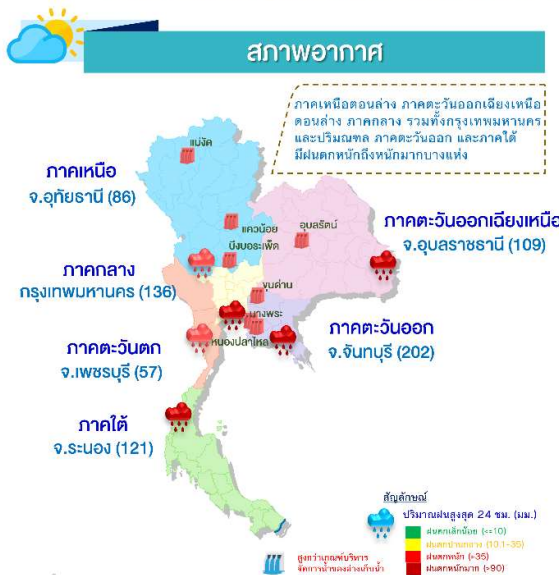 สภาพอากาศ
ภาคเหนือตอนล่าง ภาคตะวันออกเฉียงเหนือ
ตอนล่าง ภาคกลาง รวมทั้งกรุงเทพมหานคร
และปริมณฑล ภาคตะวันออก และภาคใต้
มีฝนตกหนักถึงหนักมากบางแห่ง
แม่งัด
ภาคเหนือ
จ.อุทัยธานี (86)
แควน้อย
บึงบอระเพ็ด
อุบลรัตน์
ภาคตะวันออกเฉียงเหนือ
จ.อุบลราชธานี (109)
ภาคกลาง
กรุงเทพมหานคร (136)
ขุนด่าน
บางพระ
หนองปลาไหล
ภาคตะวันออก
จ.จันทบุรี (202)
ภาคตะวันตก
จ.เพชรบุรี (57)
ภาคใต้
จ.ระนอง (121)
สัญลักษณ์
ปริมาณฝนสูงสุด 24 ชม. (มม.)
ฝนตกเล็กน้อย (<=10)
ฝนตกปานกลาง (10.1-35)
ฝนตกหนัก (>35)
ฝนตกหนักมาก (>90)
สูงกว่าเกณฑ์บริหาร
จัดการน้ำของอ่างเก็บน้ำ